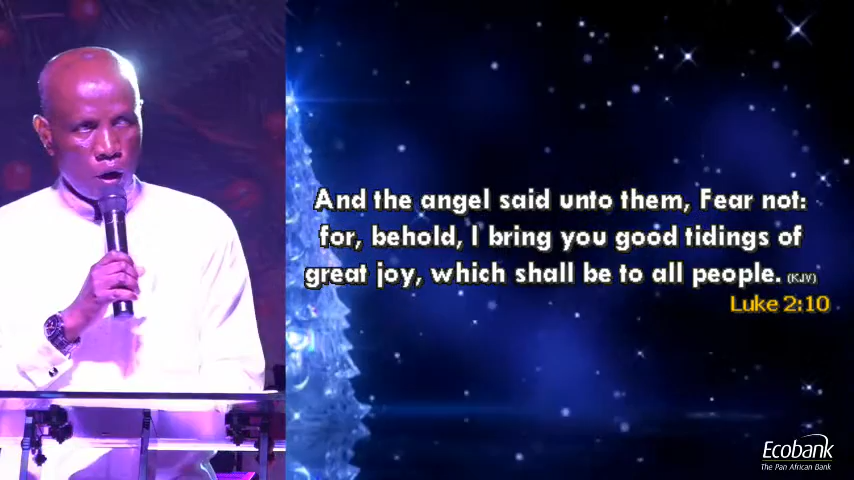 And the angel said unto them, Fear not:
for, behold, I bring you good tidings of
great joy, which shall be to all people. (KJV)
Luke 2:10
Ecobank
The Pan African Bank